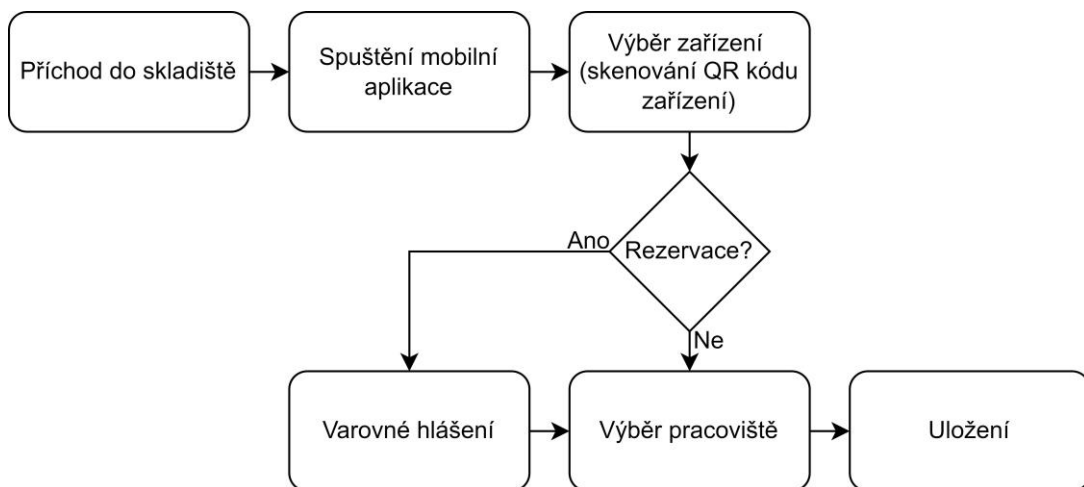 Příchod do skladiště
Spuštění mobilní
aplikace
Výběr zařízení
(skenování QR kódu
zařízení)
Ano
Rezervace?
Ne
Varovné hlášení
Výběr pracoviště
Uložení